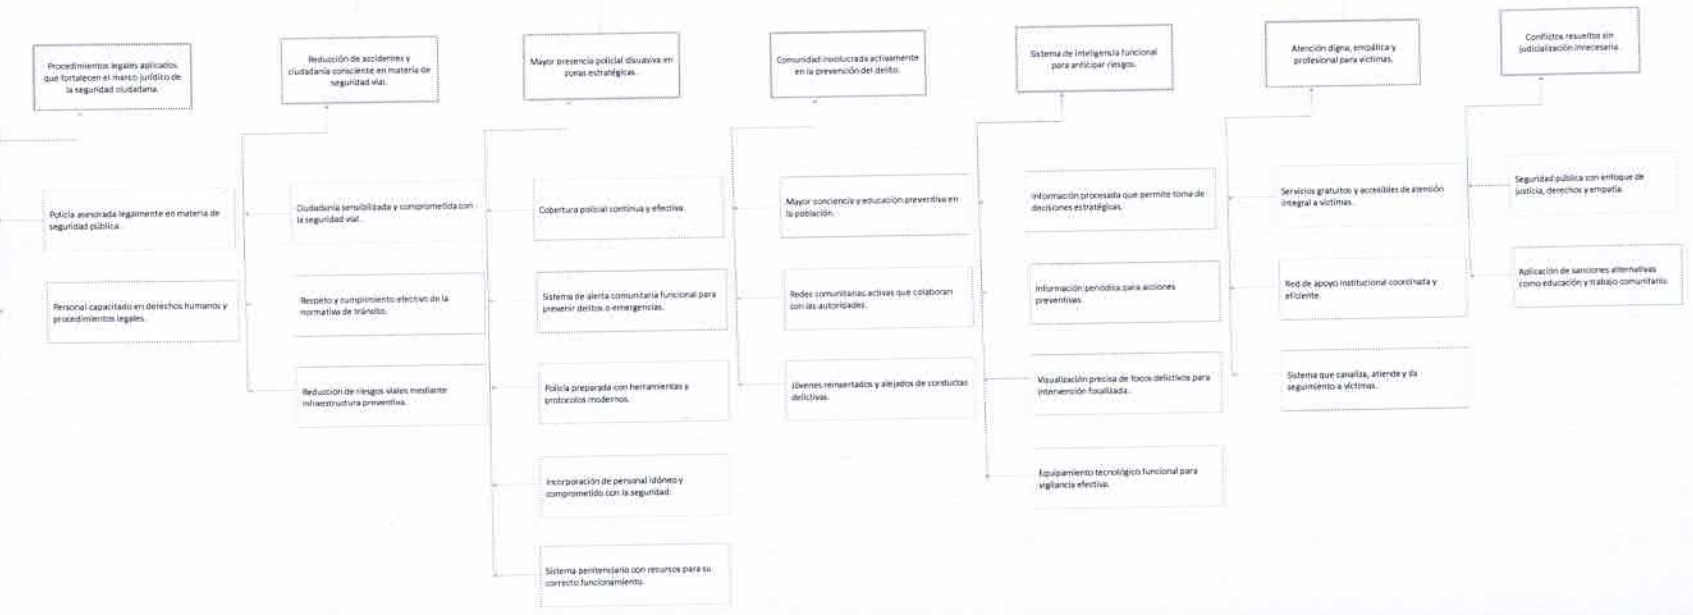 Procedimientos legales aplicados
que fortalecen el marco jurídico de
la seguridad ciudadana.
Policía asesorada legalmente en materia de
seguridad pública.
Personal capacitado en derechos humanos y
procedimientos legales.
Reducción de accidentes y
ciudadanía consciente en materia de
seguridad vial.
Ciudadanía sensibilizada y comprometida con
la seguridad vial.
Respeto y cumplimiento efectivo de la
normativa de tránsito.
Reducción de riesgos viales mediante
infraestructura preventiva.
Mayor presencia policial disuasiva en
zonas estratégicas.
Cobertura policial continua y efectiva.
Sistema de alerta comunitaria funcional para
prevenir delitos o emergencias.
Policía preparada con herramientas y
protocolos modernos.
Incorporación de personal idóneo y
comprometido con la seguridad.
Sistema penitenciario con recursos para su
correcto funcionamiento.
Comunidad involucrada activamente
en la prevención del delito.
Mayor conciencia y educación preventiva en
la población.
Redes comunitarias activas que colaboran
con las autoridades.
Jóvenes reinsertados y alejados de conductas
delictivas.
Sistema de inteligencia funcional
para anticipar riesgos.
Información procesada que permite toma de
decisiones estratégicas.
Información periódica para acciones
preventivas.
Visualización precisa de focos delictivos para
intervención focalizada.
Equipamiento tecnológico funcional para
vigilancia efectiva.
Atención digna, empática y
profesional para víctimas.
Servicios gratuitos y accesibles de atención
integral a víctimas.
Red de apoyo institucional coordinada y
eficiente.
Sistema que canaliza, atiende y da
seguimiento a víctimas.
Conflictos resueltos sin
judicialización innecesaria.
Seguridad pública con enfoque de
justicia, derechos y empatía.
Aplicación de sanciones alternativas
como educación y trabajo comunitario.